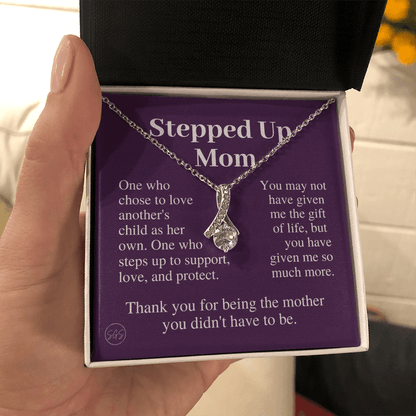 Stepped Up
Mom
One who
chose to love
another's
child as her
own. One who
steps up to support,
love, and protect.
You may not
have given
me the gift
of life, but
you have
given me so
much more.
Thank you for being the mother
you didn't have to be.
SAS